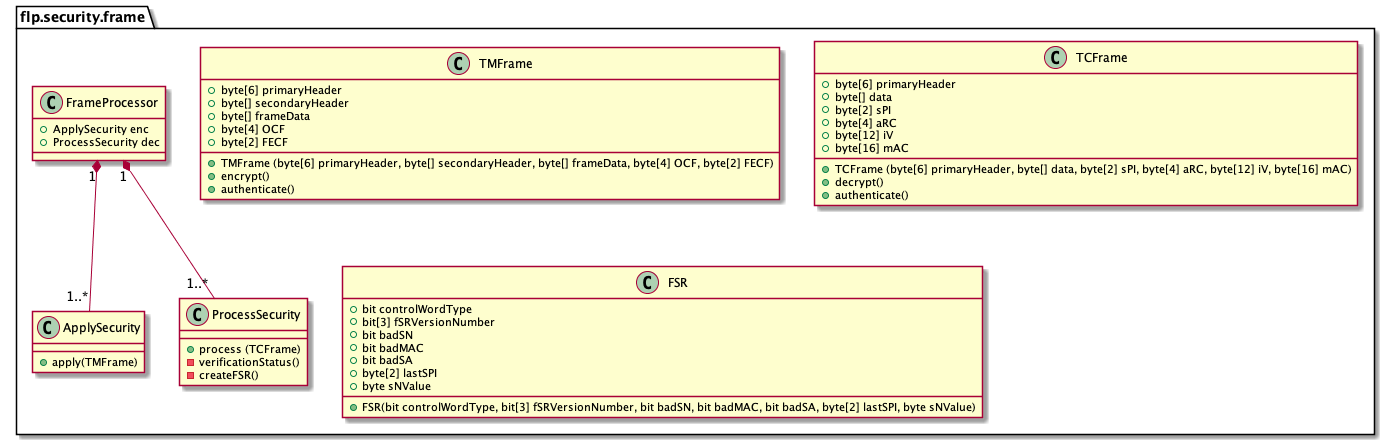 flp.security.frame
C FrameProcessor
ApplySecurity enc
ProcessSecurity dec
C TMFrame
byte[6] primaryHeader
byte[] secondaryHeader
byte[] frameData
byte[4] OCF
byte[2] FECF
TMFrame (byte[6] primaryHeader, byte[] secondaryHeader, byte[] frameData, byte[4] OCF, byte[2] FECF)
encrypt()
authenticate()
C TCFrame
byte[6] primaryHeader
byte[] data
byte[2] sPI
byte[4] aRC
byte[12] iV
byte[16] mAC
TCFrame (byte[6] primaryHeader, byte[] data, byte[2] sPI, byte[4] aRC, byte[12] iV, byte[16] mAC)
decrypt()
authenticate()
1
1
1..*
1..*
C ApplySecurity
apply(TMFrame)
C ProcessSecurity
process (TCFrame)
verificationStatus()
createFSR()
C FSR
bit controlWordType
bit[3] fSRVersionNumber
bit badSN
bit badMAC
bit badSA
byte[2] lastSPI
byte sNValue
FSR(bit controlWordType, bit[3] fSRVersionNumber, bit badSN, bit badMAC, bit badSA, byte[2] lastSPI, byte sNValue)